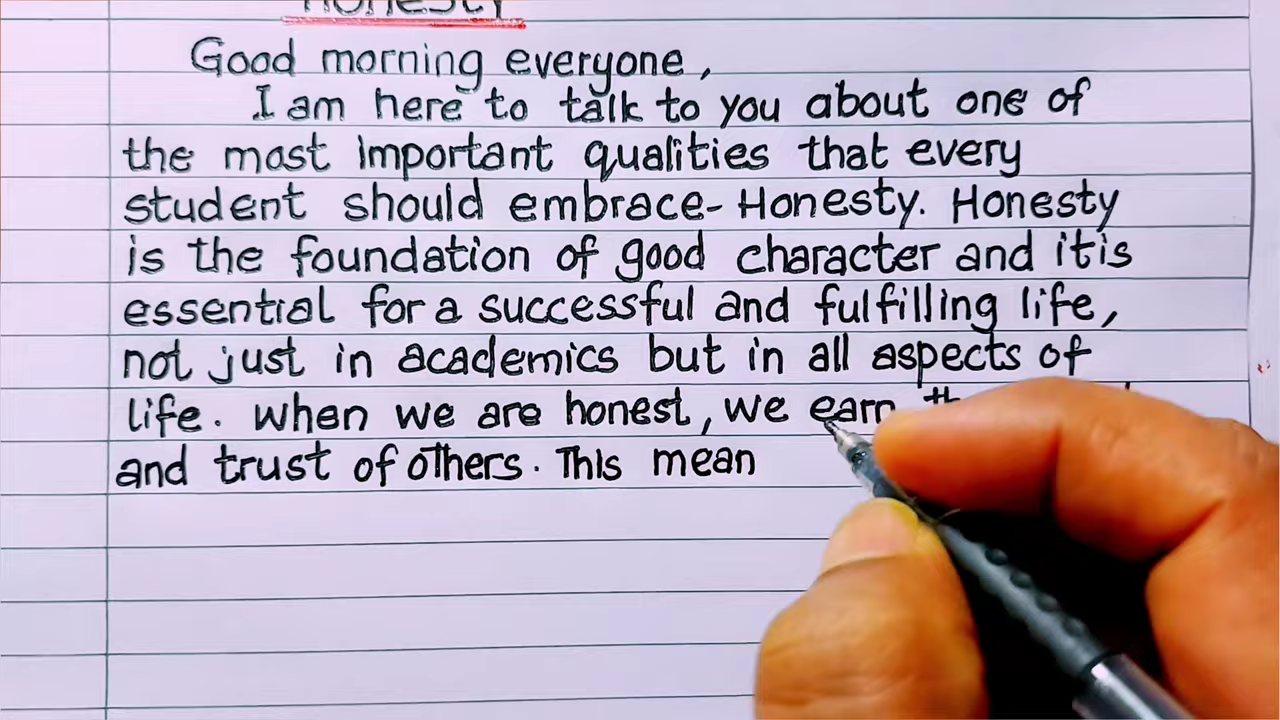 Honesty
Good morning everyone,
I am here to talk to you about one of
the most important qualities that every
student should embrace- Honesty. Honesty
is the foundation of good character and it is
essential for a successful and fulfilling life,
not just in academics but in all aspects of
life. When we are honest, we earn
and trust of others. This mean